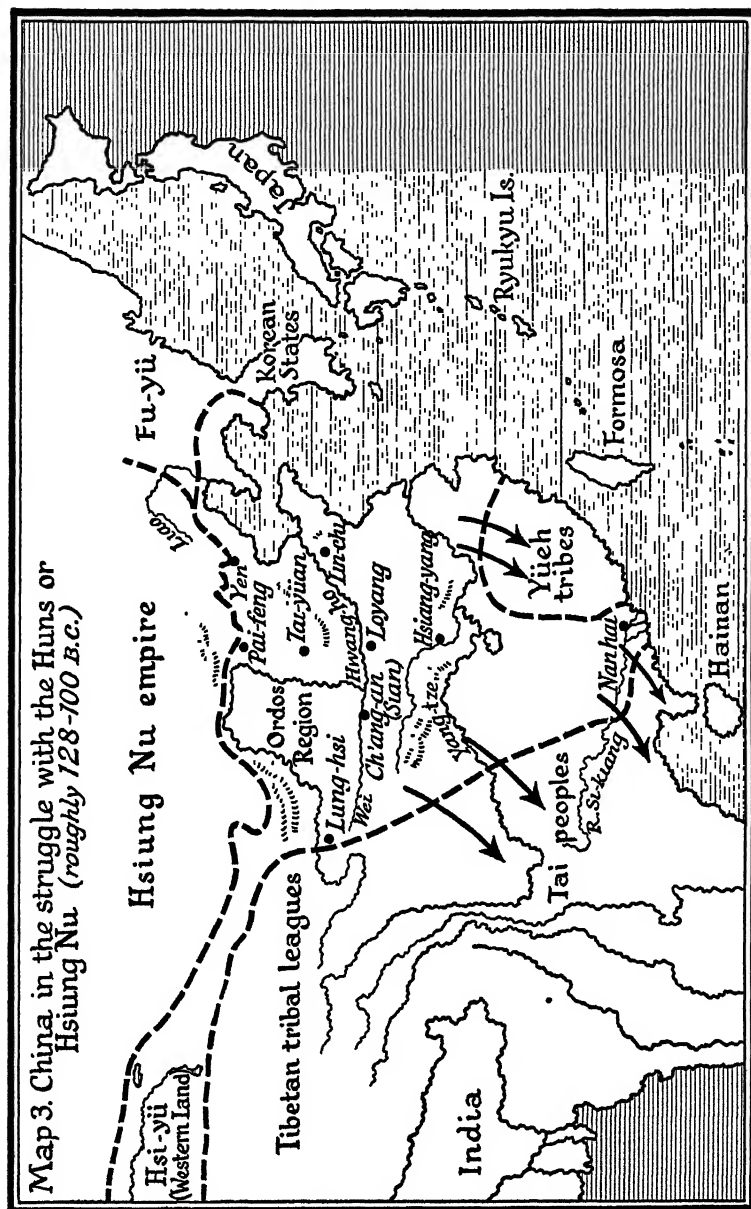 Map 3. China in the struggle with the Huns or
Hsiung Nu (roughly 128-100 B.C.)
Hsiung Nu empire
Fu-yü
Liao
Korean
States
Japan
Hsi-yü
(Western Land)
Yen
Pai-feng
Ordos
Region
Tai-yüan
Tibetan tribal leagues
Lung-hsi
Wei
Hwang-ho
Lin-chi
Ch'ang-an
(Sian)
Loyang
Ryukyu Is.
Hsiang-yang
Yang-tze
India
Yüeh
tribes
Formosa
Tai peoples
R. Si-kiang
Nan-hai
Hainan